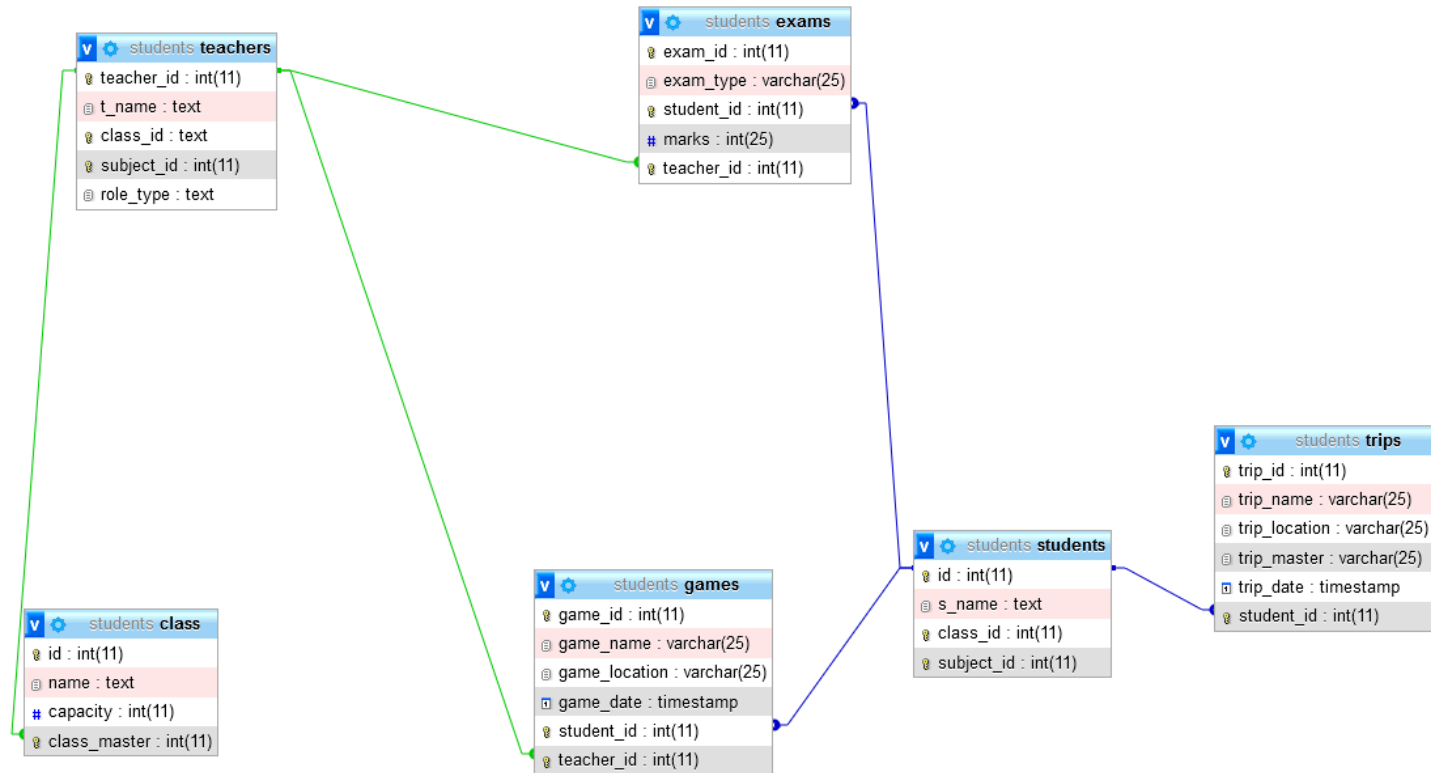 v students teachers
teacher_id : int(11)
t_name : text
class_id : text
subject_id : int(11)
role_type : text
v students exams
exam_id : int(11)
exam_type : varchar(25)
student_id : int(11)
# marks : int(25)
teacher_id : int(11)
v students class
id : int(11)
name : text
# capacity : int(11)
class_master : int(11)
v students games
game_id : int(11)
game_name : varchar(25)
game_location : varchar(25)
game_date : timestamp
student_id : int(11)
teacher_id : int(11)
v students students
id : int(11)
s_name : text
class_id : int(11)
subject_id : int(11)
v students trips
trip_id : int(11)
trip_name : varchar(25)
trip_location : varchar(25)
trip_master : varchar(25)
trip_date : timestamp
student_id : int(11)